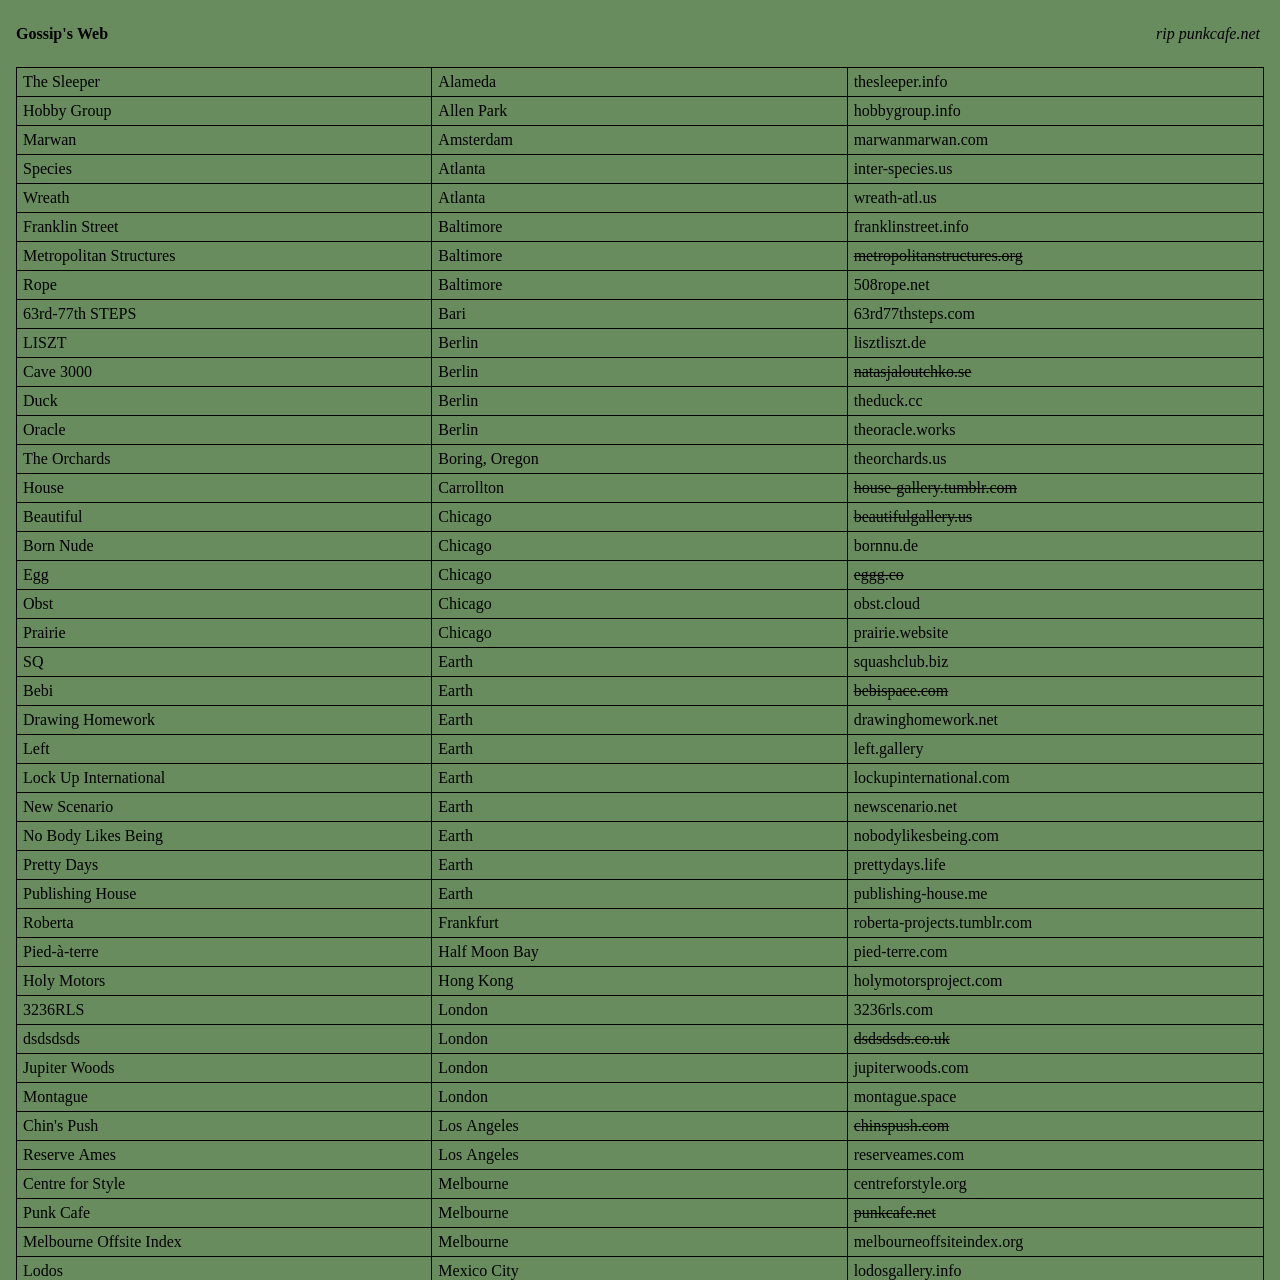 Gossip's Web
rip punkcafe.net
The Sleeper Alameda thesleeper.info
Hobby Group Allen Park hobbygroup.info
Marwan Amsterdam marwanmarwan.com
Species Atlanta inter-species.us
Wreath Atlanta wreath-atl.us
Franklin Street Baltimore franklinstreet.info
Metropolitan Structures Baltimore metropolitanstructures.org
Rope Baltimore 508rope.net
63rd-77th STEPS Bari 63rd77thsteps.com
LISZT Berlin lisztliszt.de
Cave 3000 Berlin natasjaloutchko.se
Duck Berlin theduck.cc
Oracle Berlin theoracle.works
The Orchards Boring, Oregon theorchards.us
House Carrollton house-gallery.tumblr.com
Beautiful Chicago beautifulgallery.us
Born Nude Chicago bornnu.de
Egg Chicago eggg.co
Obst Chicago obst.cloud
Prairie Chicago prairie.website
SQ Earth squashclub.biz
Bebi Earth bebispace.com
Drawing Homework Earth drawinghomework.net
Left Earth left.gallery
Lock Up International Earth lockupinternational.com
New Scenario Earth newscenario.net
No Body Likes Being Earth nobodylikesbeing.com
Pretty Days Earth prettydays.life
Publishing House Earth publishing-house.me
Roberta Frankfurt roberta-projects.tumblr.com
Pied-à-terre Half Moon Bay pied-terre.com
Holy Motors Hong Kong holymotorsproject.com
3236RLS London 3236rls.com
dsdsdsds London dsdsdsds.co.uk
Jupiter Woods London jupiterwoods.com
Montague London montague.space
Chin's Push Los Angeles chinspush.com
Reserve Ames Los Angeles reserveames.com
Centre for Style Melbourne centreforstyle.org
Punk Cafe Melbourne punkcafe.net
Melbourne Offsite Index Melbourne melbourneoffsiteindex.org
Lodos Mexico City lodosgallery.info